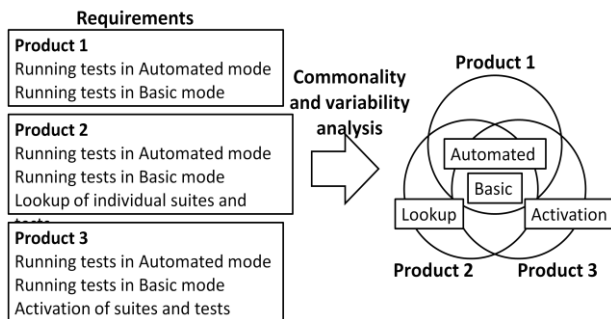 Requirements
Product 1
Running tests in Automated mode
Running tests in Basic mode
Product 2
Running tests in Automated mode
Running tests in Basic mode
Lookup of individual suites and
tests
Product 3
Running tests in Automated mode
Running tests in Basic mode
Activation of suites and tests
Commonality
and variability
analysis
Product 1
Automated
Basic
Lookup
Activation
Product 2
Product 3